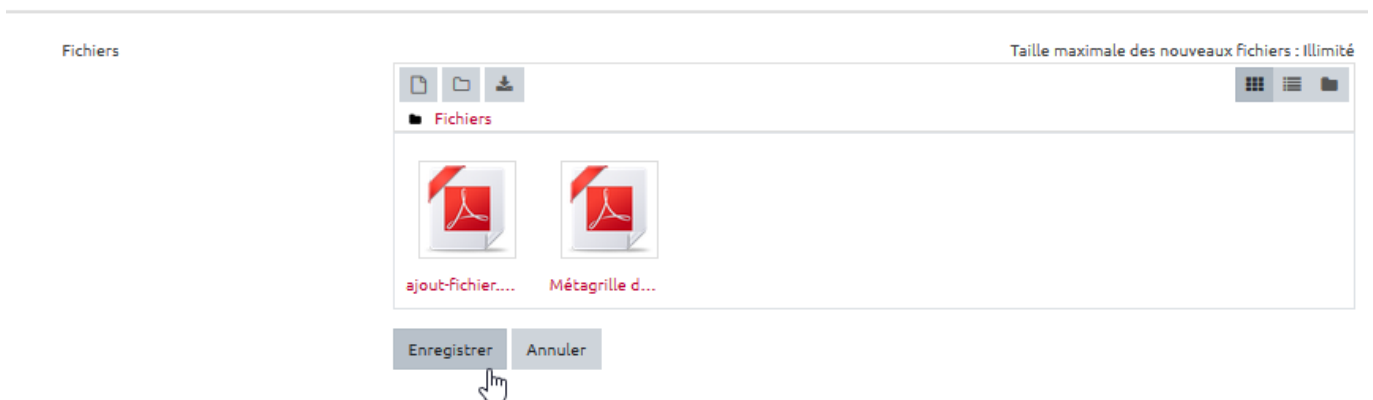 Fichiers
Taille maximale des nouveaux fichiers : Illimité
Fichiers
ajout-fichier....
Métagrille d...
Enregistrer
Annuler